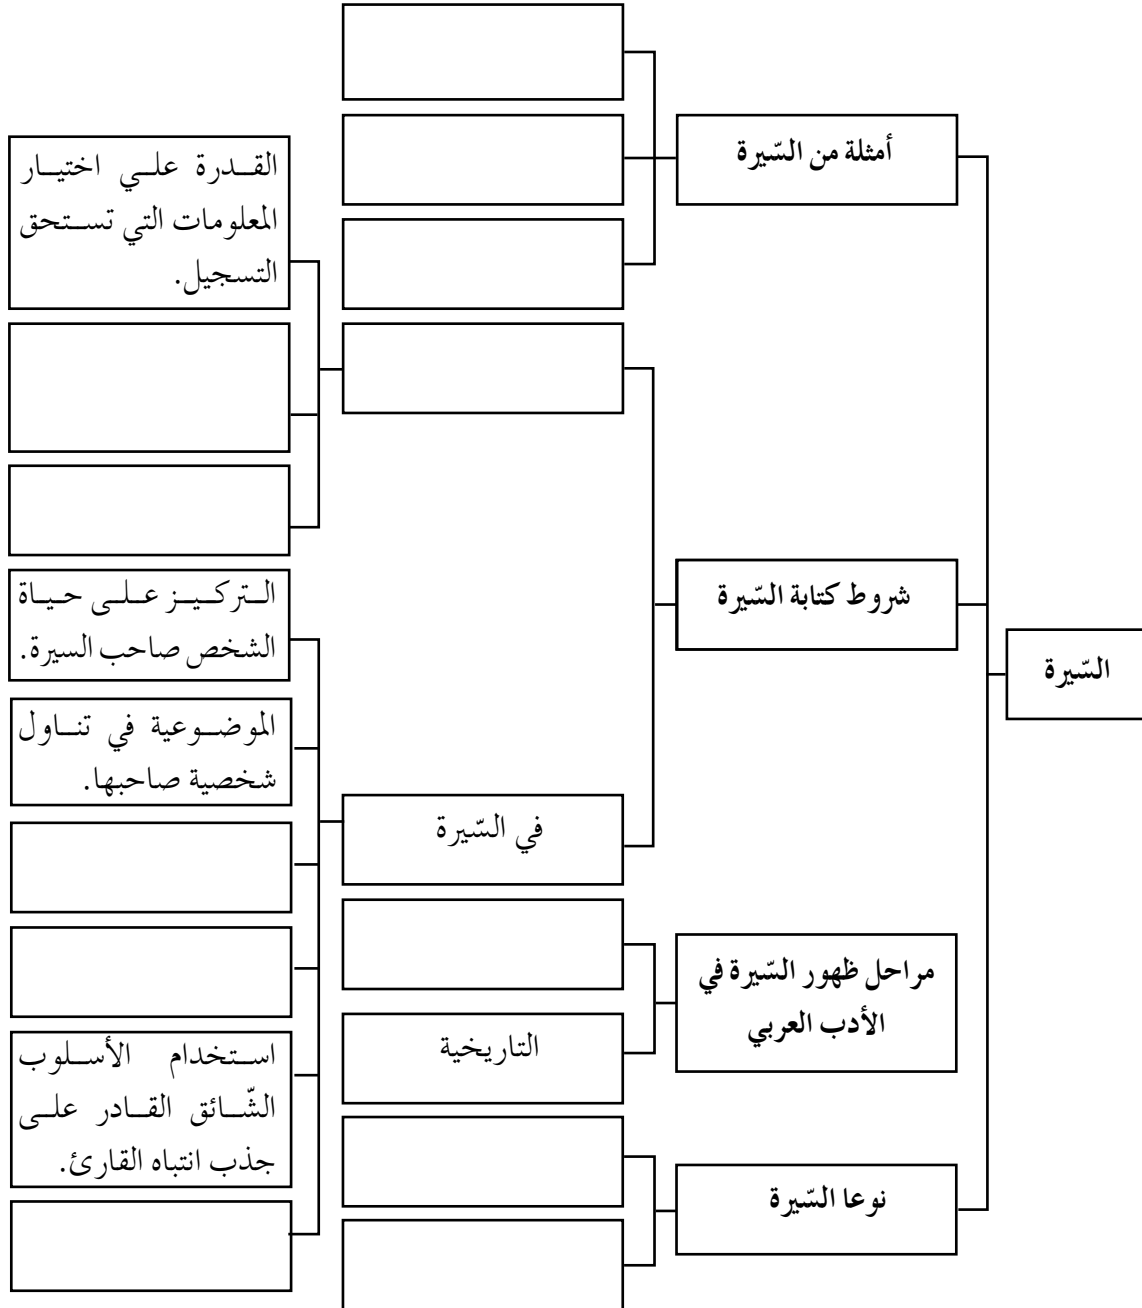 السّيرة
أمثلة من السّيرة
شروط كتابة السّيرة
القدرة علي اختيار
المعلومات التي تستحق
التسجيل.
في السّيرة
التركيز على حياة
الشخص صاحب السيرة.
الموضوعية في تناول
شخصية صاحبها.
استخدام الأسلوب
الشّائق القادر على
جذب انتباه القارئ.
مراحل ظهور السّيرة في
الأدب العربي
التاريخية
نوعا السّيرة